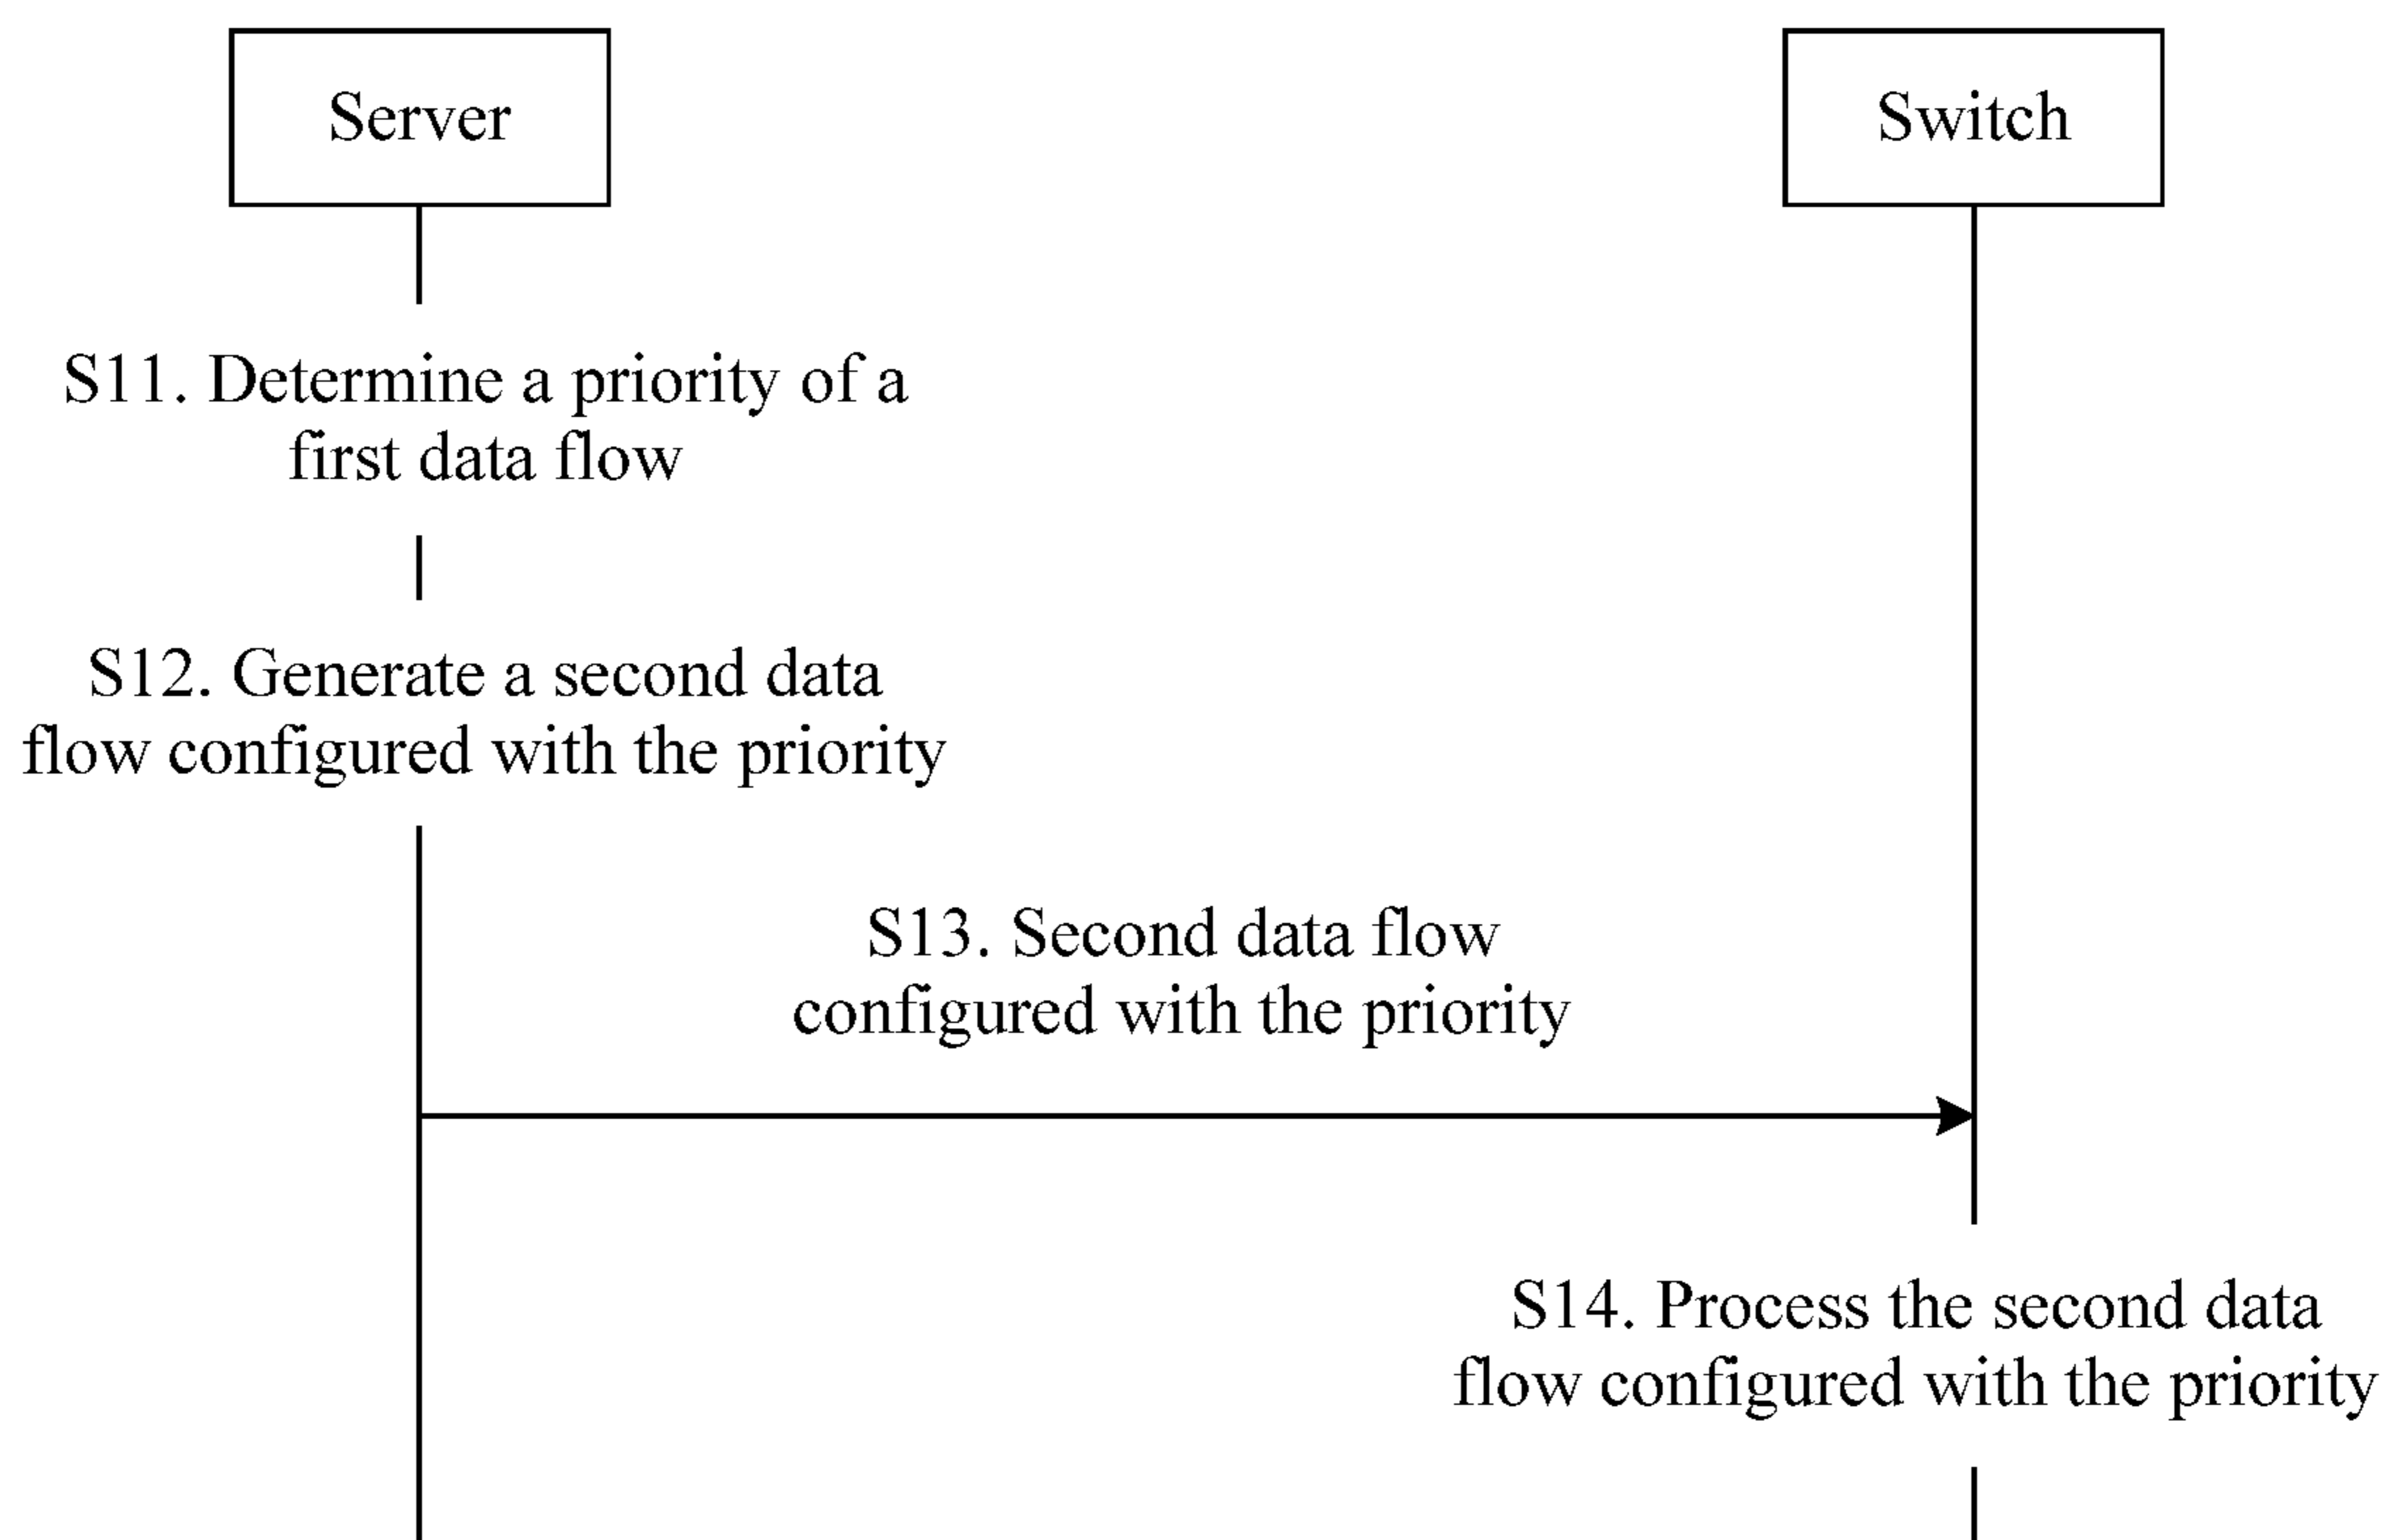 Server
Switch
S11. Determine a priority of a
first data flow
S12. Generate a second data
flow configured with the priority
S13. Second data flow
configured with the priority
S14. Process the second data
flow configured with the priority